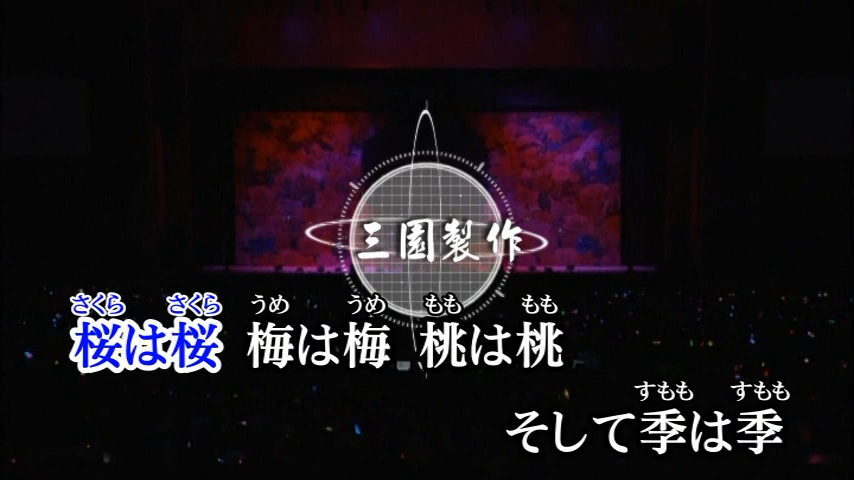 三園製作
さくら さくら うめ うめ もも もも
桜は桜 梅は梅 桃は桃
すもも すもも
そして季は季